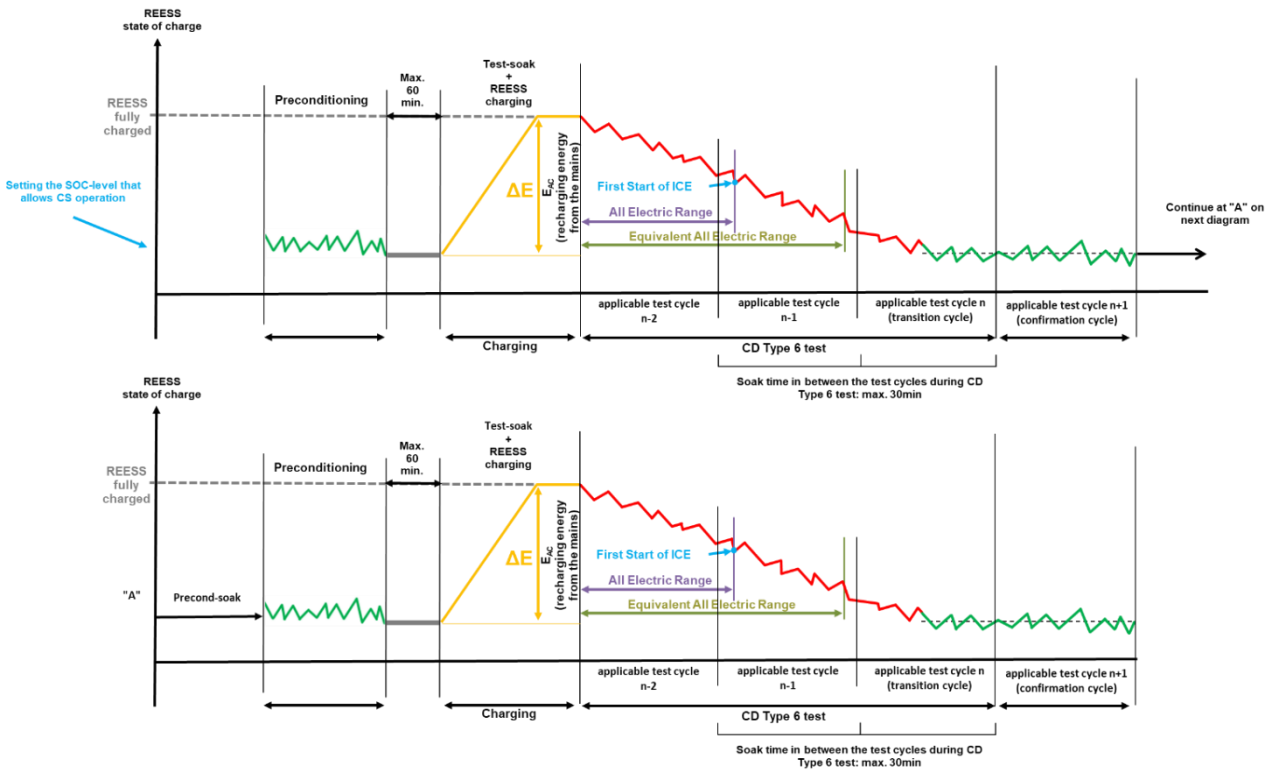 REESS
state of charge
Test-soak
+
REESS
charging
Max.
60
min.
Preconditioning
REESS
fully
charged
Setting the SOC-level that
allows CS operation
ΔE
E_AC
(recharging energy
from the mains)
First Start of ICE
All Electric Range
Equivalent All Electric Range
Continue at "A" on
next diagram
applicable test cycle
n-2
applicable test cycle
n-1
applicable test cycle n
(transition cycle)
applicable test cycle n+1
(confirmation cycle)
Charging
CD Type 6 test
Soak time in between the test cycles during CD
Type 6 test: max. 30min
REESS
state of charge
Test-soak
+
REESS
charging
Max.
60
min.
Preconditioning
REESS
fully
charged
"A"
Precond-soak
ΔE
E_AC
(recharging energy
from the mains)
First Start of ICE
All Electric Range
Equivalent All Electric Range
applicable test cycle
n-2
applicable test cycle
n-1
applicable test cycle n
(transition cycle)
applicable test cycle n+1
(confirmation cycle)
Charging
CD Type 6 test
Soak time in between the test cycles during CD
Type 6 test: max. 30min